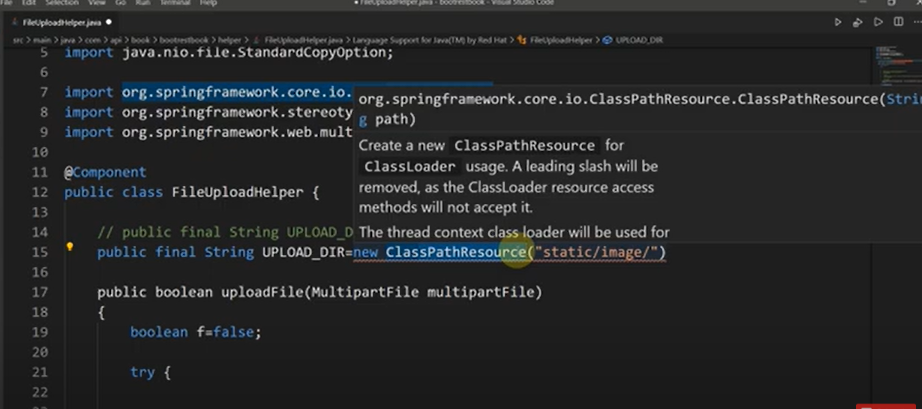 File Edit Selection View Go Run Terminal Help
FileUploadHelper.java - bootrestbook - Visual Studio Code
FileUploadHelper.java
src > main > java > com > api > book > bootrestbook > helper > FileUploadHelper.java > Language Support for Java(TM) by Red Hat > FileUploadHelper > UPLOAD_DIR
5 import java.nio.file.StandardCopyOption;
6
7 import org.springframework.core.io.
8 import org.springframework.stereoty
9 import org.springframework.web.mult
10
11 @Component
12 public class FileUploadHelper {
13
14 // public final String UPLOAD_D
15 public final String UPLOAD_DIR=new ClassPathResource("static/image/")
16
17 public boolean uploadFile(MultipartFile multipartFile)
18 {
19 boolean f=false;
20
21 try {
22
org.springframework.core.io.ClassPathResource.ClassPathResource(Strin
g path)
Create a new ClassPathResource for
ClassLoader usage. A leading slash will be
removed, as the ClassLoader resource access
methods will not accept it.
The thread context class loader will be used for